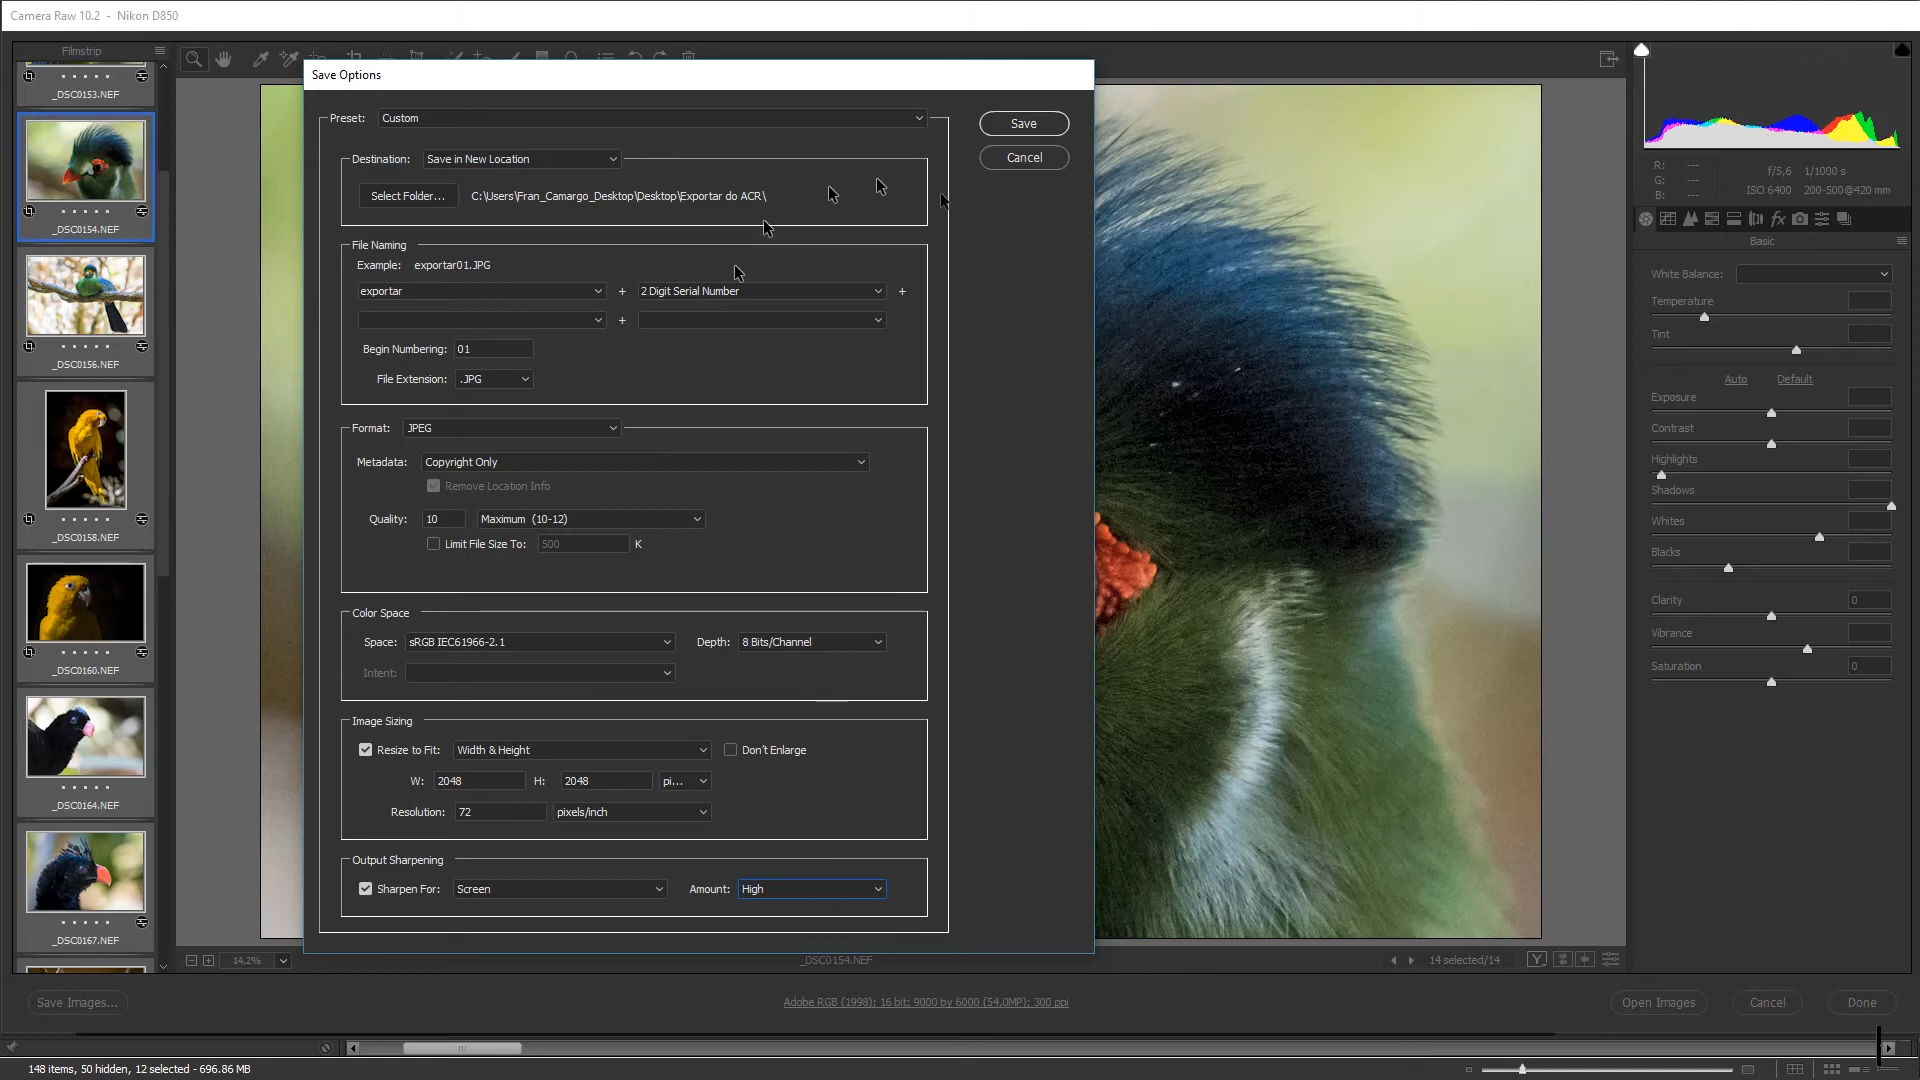 Camera Raw 10.2 - Nikon D850
Filmstrip
_DSC0153.NEF
_DSC0154.NEF
_DSC0156.NEF
_DSC0158.NEF
_DSC0160.NEF
_DSC0164.NEF
_DSC0167.NEF
Save Options
Preset: Custom
Save
Cancel
Destination: Save in New Location
Select Folder... C:\Users\Fran_Camargo_Desktop\Desktop\Exportar do ACR\
File Naming
Example: exportar01.JPG
exportar + 2 Digit Serial Number +
+
Begin Numbering: 01
File Extension: .JPG
Format: JPEG
Metadata: Copyright Only
Remove Location Info
Quality: 10 Maximum (10-12)
Limit File Size To: 500 K
Color Space
Space: sRGB IEC61966-2.1 Depth: 8 Bits/Channel
Intent:
Image Sizing
Resize to Fit: Width & Height Don't Enlarge
W: 2048 H: 2048 pi...
Resolution: 72 pixels/inch
Output Sharpening
Sharpen For: Screen Amount: High
R: --- f/5,6 1/1000 s
G: ---
B: --- ISO 6400 200-500@420 mm
Basic
White Balance:
Temperature
Tint
Auto Default
Exposure
Contrast
Highlights
Shadows
Whites
Blacks
Clarity 0
Vibrance
Saturation 0
14,2% _DSC0154.NEF 14 selected/14 Y
Save Images... Adobe RGB (1998); 16 bit; 9000 by 6000 (54,0MP); 300 ppi Open Images Cancel Done
148 items, 50 hidden, 12 selected - 696.86 MB